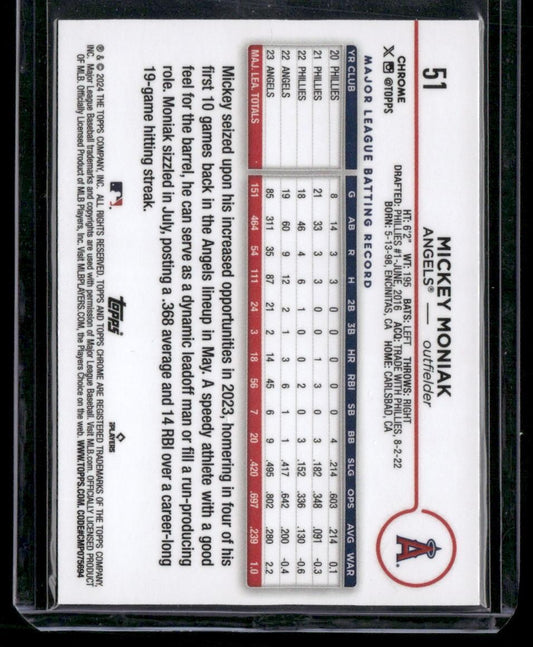 51
MICKEY MONIAK
ANGELS® — outfielder
CHROME
@TOPPS
HT: 6'2" WT: 195 BATS: LEFT THROWS: RIGHT
DRAFTED: PHILLIES #1-JUNE, 2016 ACQ: TRADE WITH PHILLIES, 8-2-22
BORN: 5-13-98, ENCINITAS, CA HOME: CARLSBAD, CA
MAJOR LEAGUE BATTING RECORD
YR CLUB G AB R H 2B 3B HR RBI SB BB SLG OPS AVG WAR
20 PHILLIES 8 14 3 3 0 0 0 0 0 4 .214 .603 .214 0.1
21 PHILLIES 21 33 3 3 0 0 1 3 0 3 .182 .348 .091 -0.3
22 PHILLIES 18 46 4 6 1 0 0 2 0 3 .152 .336 .130 -0.6
22 ANGELS 19 60 9 12 2 1 3 6 1 1 .417 .642 .200 -0.4
23 ANGELS 85 311 35 87 21 2 14 45 6 9 .495 .802 .280 2.2
MAJ. LEA. TOTALS 151 464 54 111 24 3 18 56 7 20 .420 .697 .239 1.0
Mickey seized upon his increased opportunities in 2023, homering in four of his
first 10 games back in the Angels lineup in May. A speedy athlete with a good
feel for the barrel, he can serve as a dynamic leadoff man or fill a run-producing
role. Moniak sizzled in July, posting a .368 average and 14 RBI over a career-long
19-game hitting streak.
topps®
PLAYERS
® & © 2024 THE TOPPS COMPANY, INC. ALL RIGHTS RESERVED. TOPPS AND TOPPS CHROME ARE REGISTERED TRADEMARKS OF THE TOPPS COMPANY,
INC. Major League Baseball trademarks and copyrights are used with permission of Major League Baseball. Visit MLB.com. OFFICIALLY LICENSED PRODUCT
OF MLB. Officially Licensed Product of MLB Players, Inc. Visit MLBPLAYERS.COM, the Players Choice on the web. WWW.TOPPS.COM. CODE#CMP075694